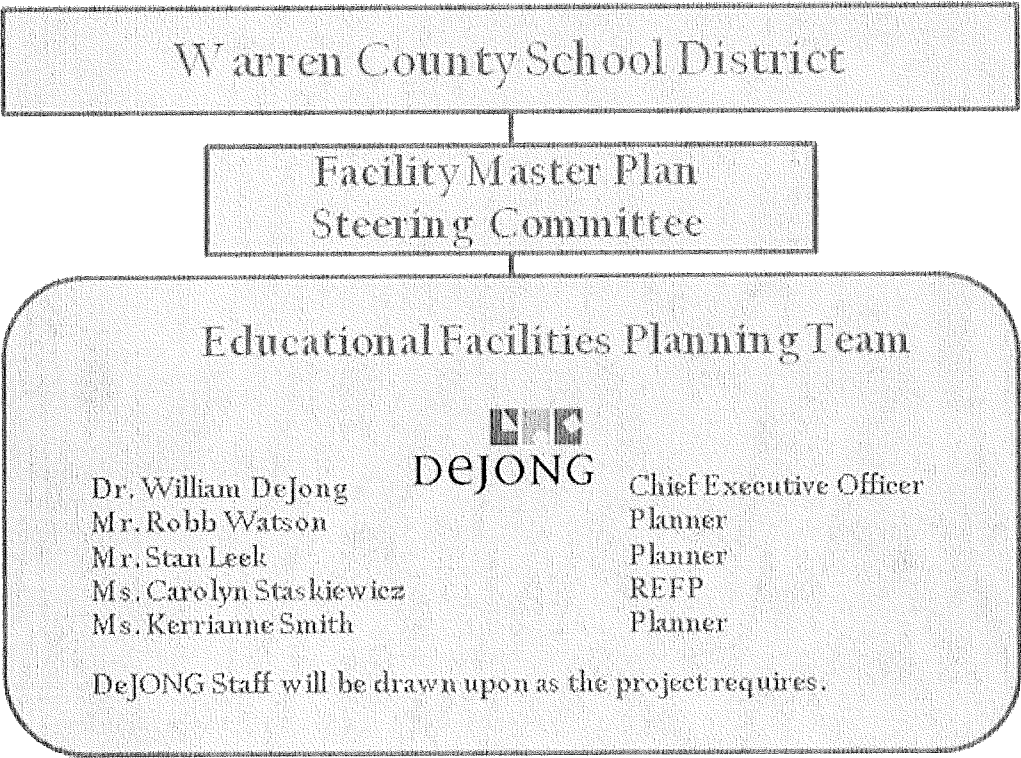 Warren County School District
Facility Master Plan
Steering Committee
Educational Facilities Planning Team
DeJONG
Dr. William DeJong Chief Executive Officer
Mr. Robb Watson Planner
Mr. Stan Leek Planner
Ms. Carolyn Staskiewicz REFP
Ms. Kerrianne Smith Planner
DeJONG Staff will be drawn upon as the project requires.